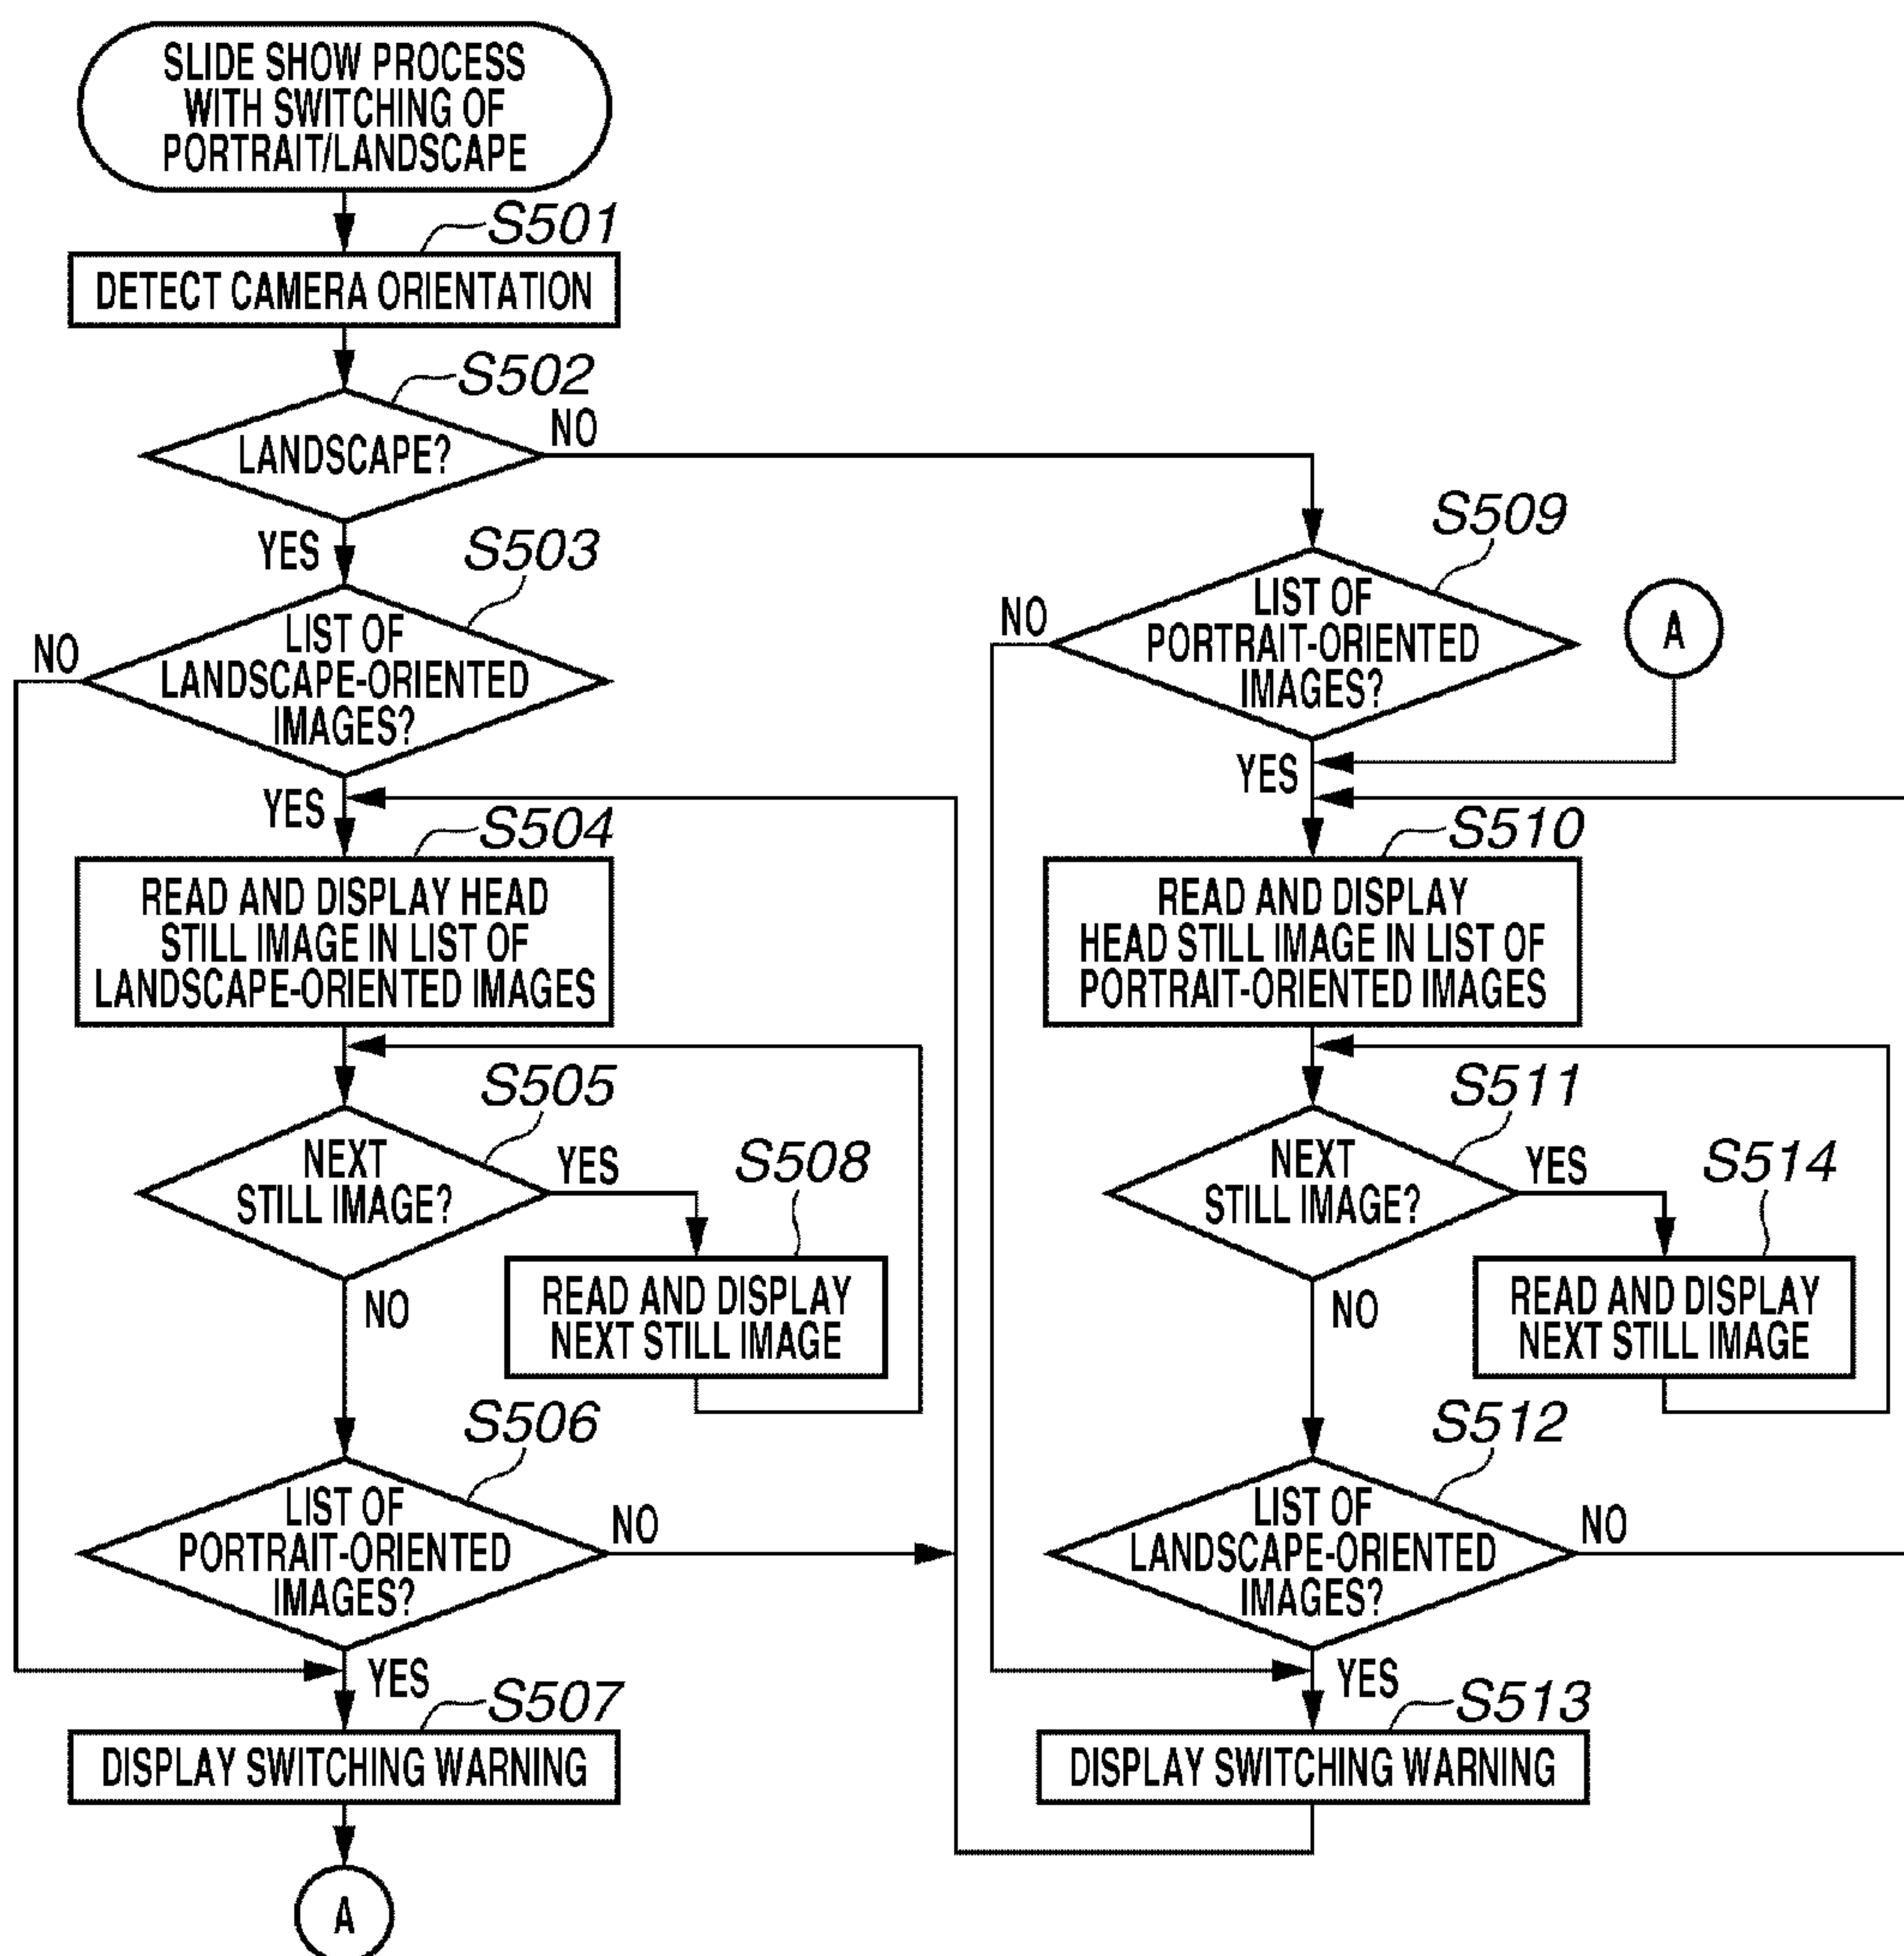 SLIDE SHOW PROCESS
WITH SWITCHING OF
PORTRAIT/LANDSCAPE
S501
DETECT CAMERA ORIENTATION
S502
LANDSCAPE?
NO
YES
S503
LIST OF
LANDSCAPE-ORIENTED
IMAGES?
NO
YES
S504
READ AND DISPLAY HEAD
STILL IMAGE IN LIST OF
LANDSCAPE-ORIENTED IMAGES
S505
NEXT
STILL IMAGE?
YES
S508
READ AND DISPLAY
NEXT STILL IMAGE
NO
S506
LIST OF
PORTRAIT-ORIENTED
IMAGES?
NO
YES
S507
DISPLAY SWITCHING WARNING
A
S509
LIST OF
PORTRAIT-ORIENTED
IMAGES?
NO
A
YES
S510
READ AND DISPLAY
HEAD STILL IMAGE IN LIST OF
PORTRAIT-ORIENTED IMAGES
S511
NEXT
STILL IMAGE?
YES
S514
READ AND DISPLAY
NEXT STILL IMAGE
NO
S512
LIST OF
LANDSCAPE-ORIENTED
IMAGES?
NO
YES
S513
DISPLAY SWITCHING WARNING